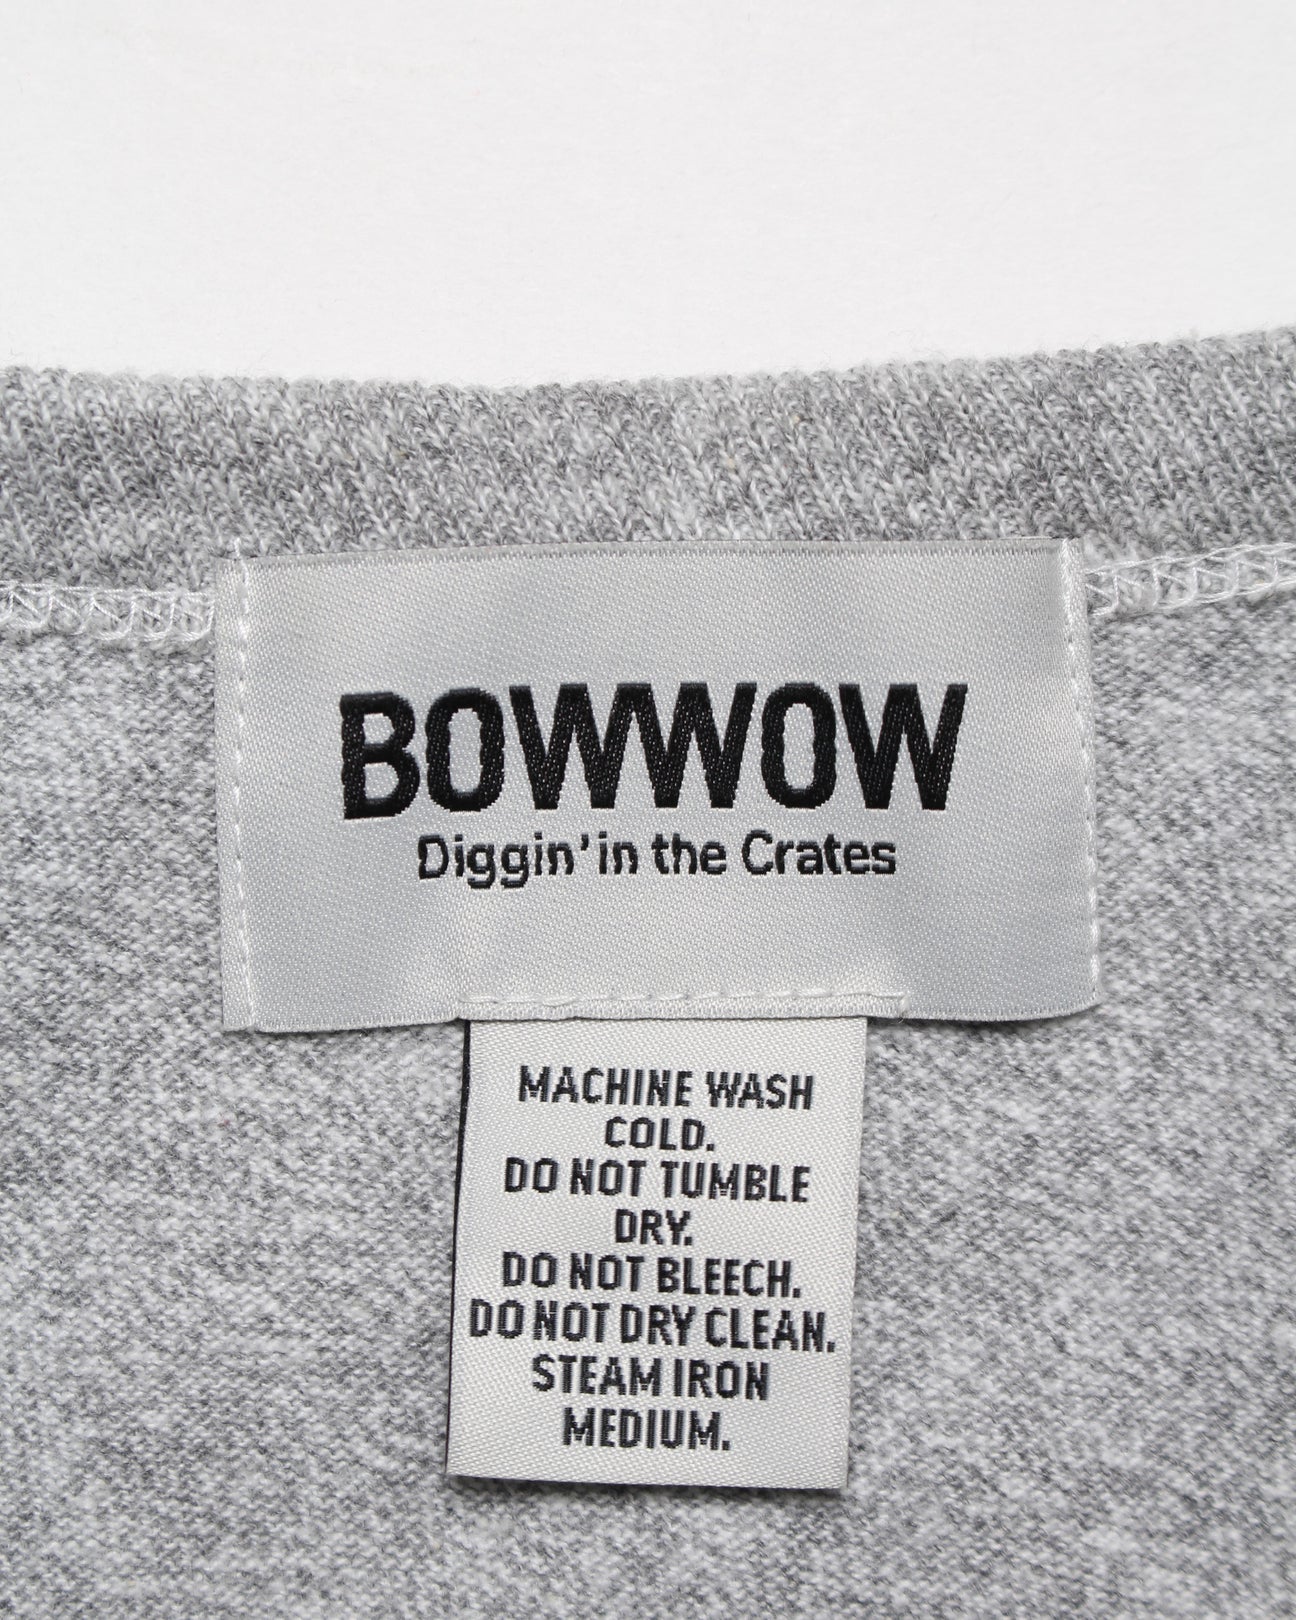 BOWWOW
Diggin' in the Crates
MACHINE WASH
COLD.
DO NOT TUMBLE
DRY.
DO NOT BLEECH.
DO NOT DRY CLEAN.
STEAM IRON
MEDIUM.